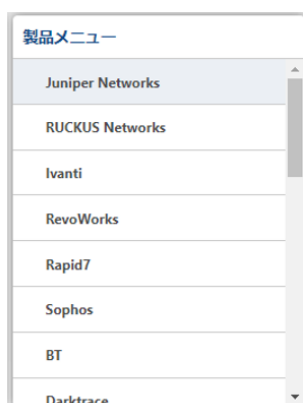 製品メニュー
Juniper Networks
RUCKUS Networks
Ivanti
RevoWorks
Rapid7
Sophos
BT
Darktrace